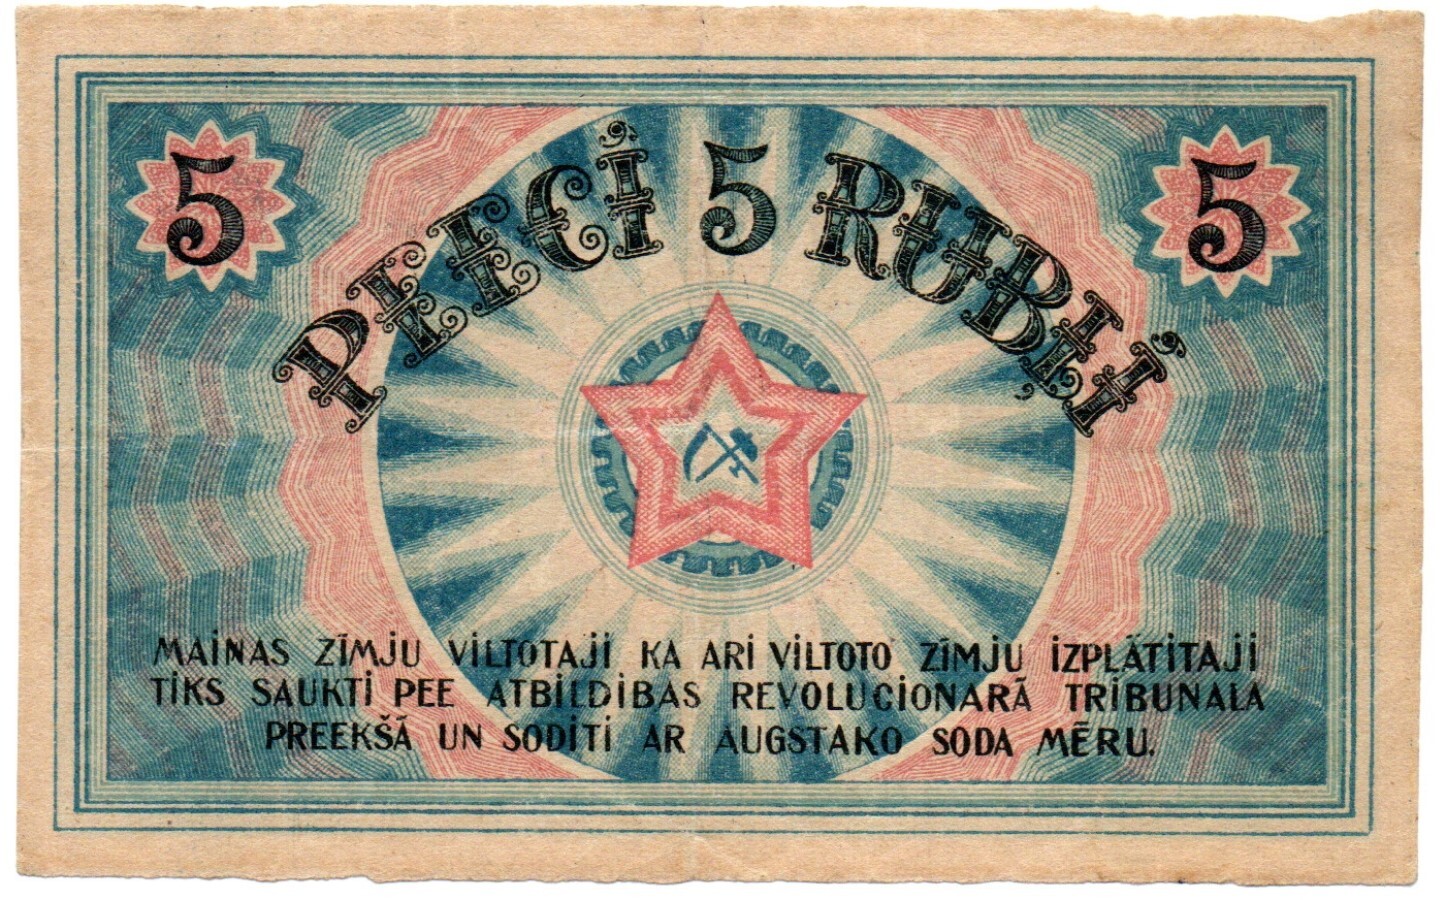 5 PEECI 5 RUBĻI 5
MAINAS ZĪMJU VILTOTAJI KA ARI VILTOTO ZĪMJU IZPLĀTITAJI
TIKS SAUKTI PEE ATBILDIBAS REVOLUCIONARĀ TRIBUNALA
PREEKŠĀ UN SODITI AR AUGSTAKO SODA MĒRU.